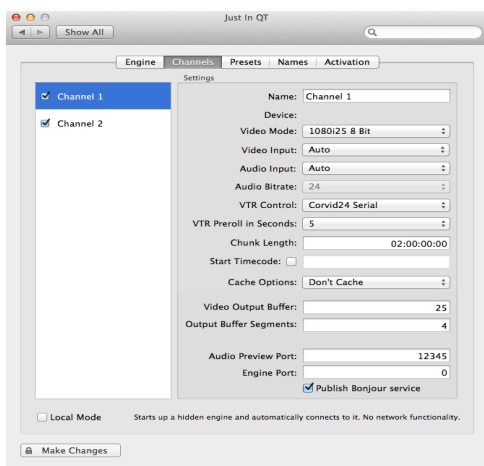 Just In QT
Show All
Engine Channels Presets Names Activation
Settings
Channel 1
Channel 2
Name: Channel 1
Device:
Video Mode: 1080i25 8 Bit
Video Input: Auto
Audio Input: Auto
Audio Bitrate: 24
VTR Control: Corvid24 Serial
VTR Preroll in Seconds: 5
Chunk Length: 02:00:00:00
Start Timecode:
Cache Options: Don't Cache
Video Output Buffer: 25
Output Buffer Segments: 4
Audio Preview Port: 12345
Engine Port: 0
Publish Bonjour service
Local Mode Starts up a hidden engine and automatically connects to it. No network functionality.
Make Changes